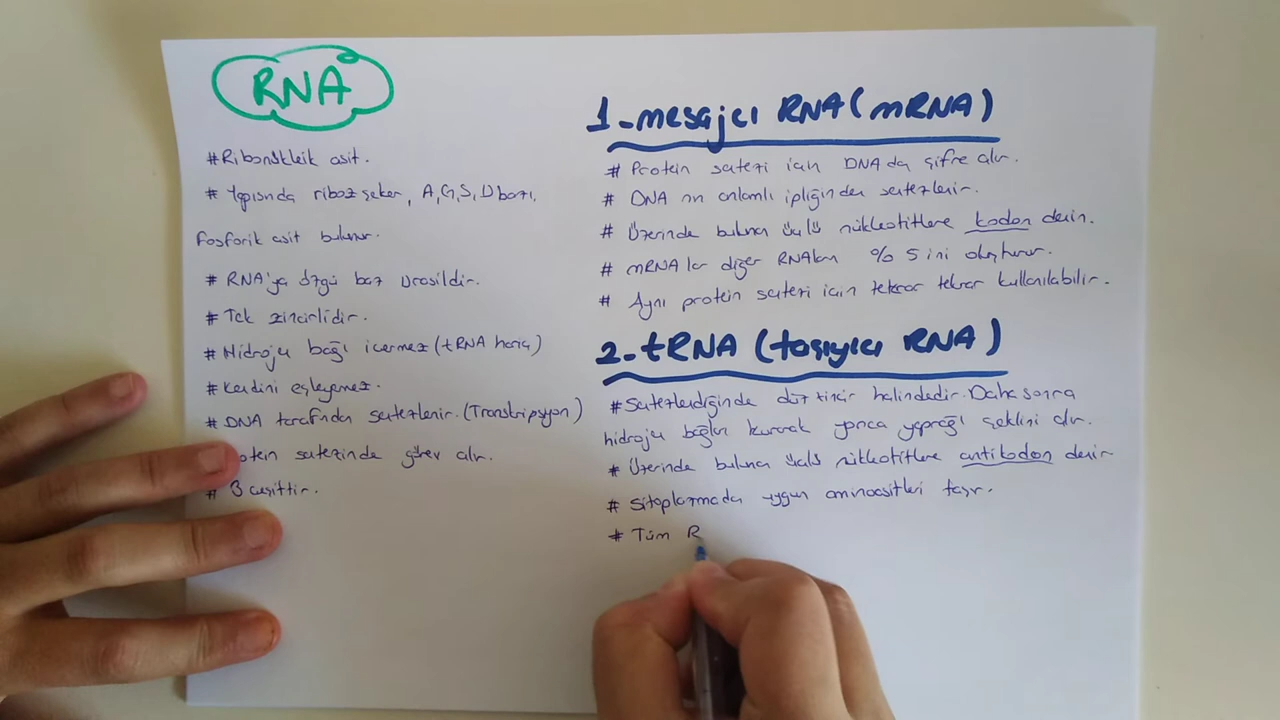 RNA
#Ribonükleik asit.
# Yapısında riboz şeker, A,G,S,U bazı,
fosforik asit bulunur.
# RNA'ya özgü baz Urasildir.
# Tek zincirlidir.
# Hidrojen bağı içermez (tRNA hariç)
# Kendini eşleyemez.
# DNA tarafından sentezlenir. (Transkripsyon)
otein sentezinde görev alır.
# 3 çeşittir.
1-mesajcı RNA (mRNA)
# Protein sentezi için DNA da şifre alır.
# DNA nın anlamlı ipliğinden sentezlenir.
# Üzerinde bulunan üçlü nükleotitlere kodon denir.
# mRNA lar diğer RNAların % 5 ini oluşturur.
# Aynı protein sentezi için tekrar tekrar kullanılabilir.
2-tRNA (taşıyıcı RNA)
#Sentezlendiğinde düz zincir halindedir. Daha sonra
hidrojen bağları kurarak yonca yaprağı şeklini alır.
# Üzerinde bulunan üçlü nükleotitlere antikodon denir
# Sitoplazmada uygun aminoasitleri taşır.
# Tüm R